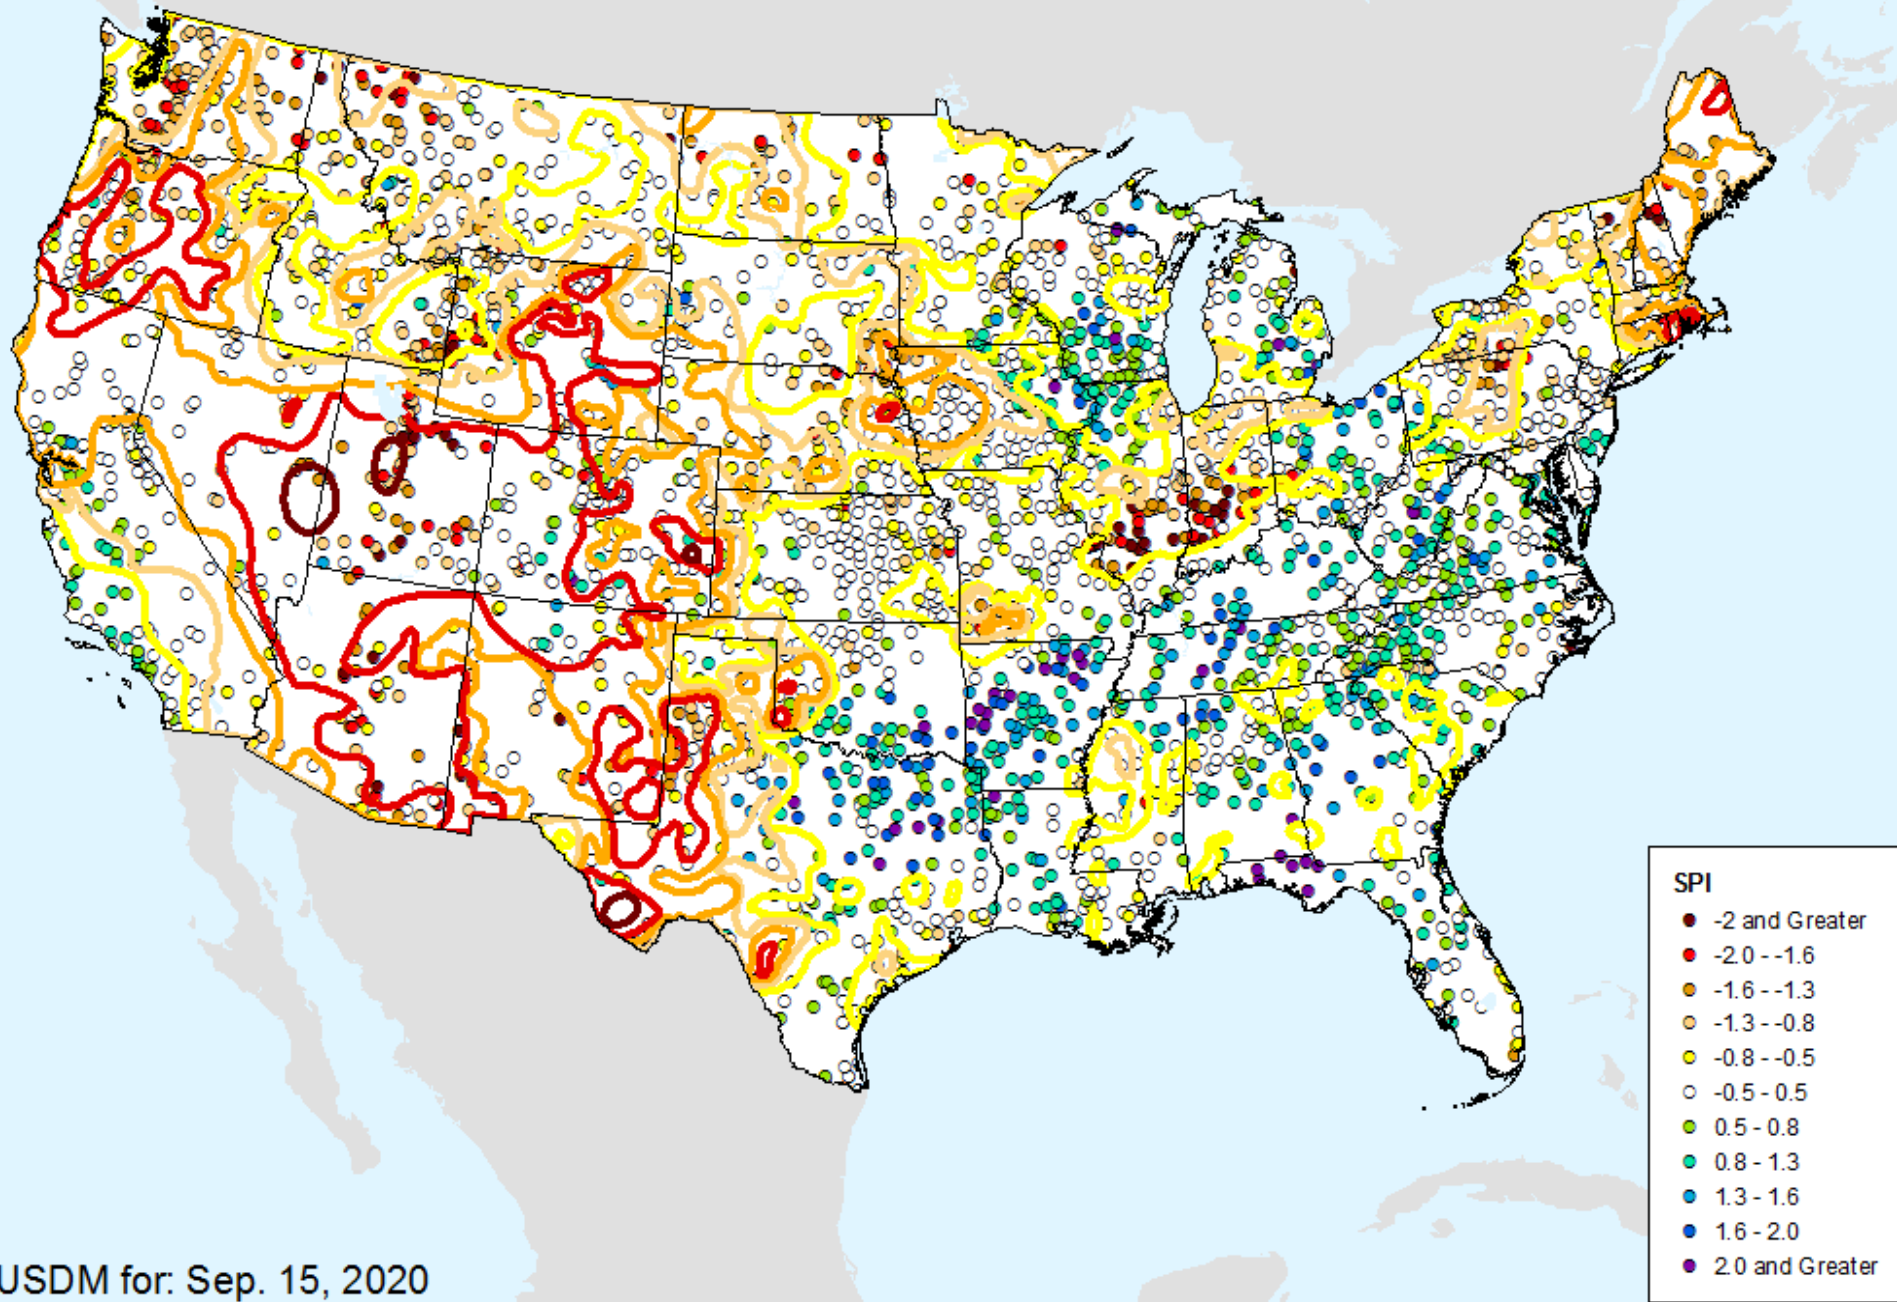 SPI
-2 and Greater
-2.0 - -1.6
-1.6 - -1.3
-1.3 - -0.8
-0.8 - -0.5
-0.5 - 0.5
0.5 - 0.8
0.8 - 1.3
1.3 - 1.6
1.6 - 2.0
2.0 and Greater
USDM for: Sep. 15, 2020